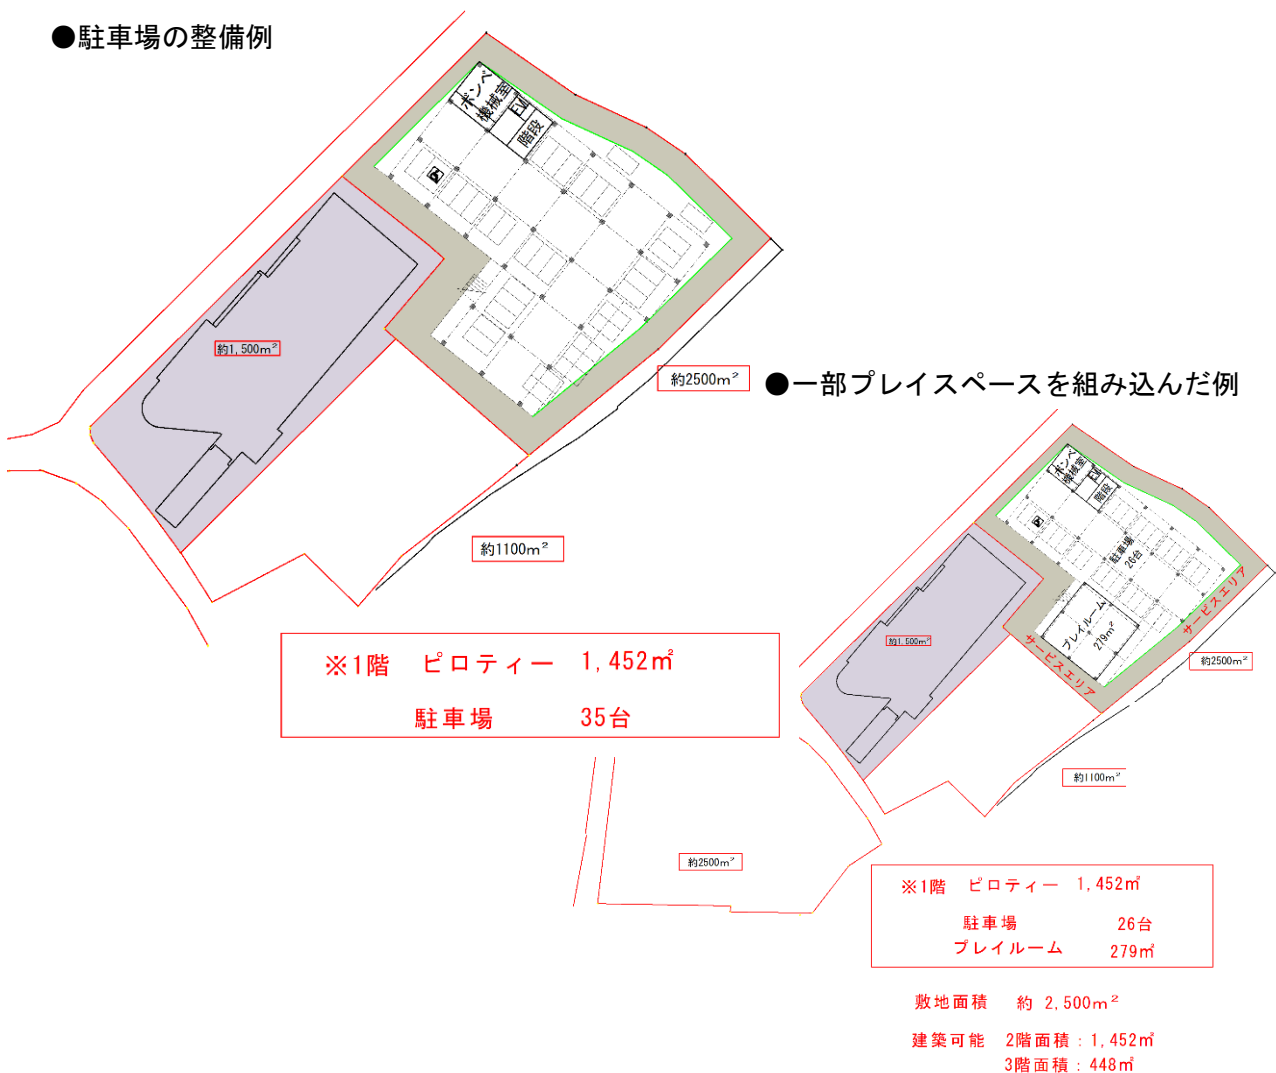 ●駐車場の整備例
ボンベ
機械室
EV
階段
約1,500m²
約2500m²
約1100m²
※1階 ピロティー 1,452㎡
駐車場 35台
●一部プレイスペースを組み込んだ例
ボンベ
機械室
EV
階段
駐車場
26台
プレイルーム
279m²
サービスエリア
サービスエリア
約1,500m²
約2500m²
約1100m²
約2500m²
※1階 ピロティー 1,452㎡
駐車場 26台
プレイルーム 279㎡
敷地面積 約 2,500m²
建築可能 2階面積：1,452㎡
3階面積：448㎡